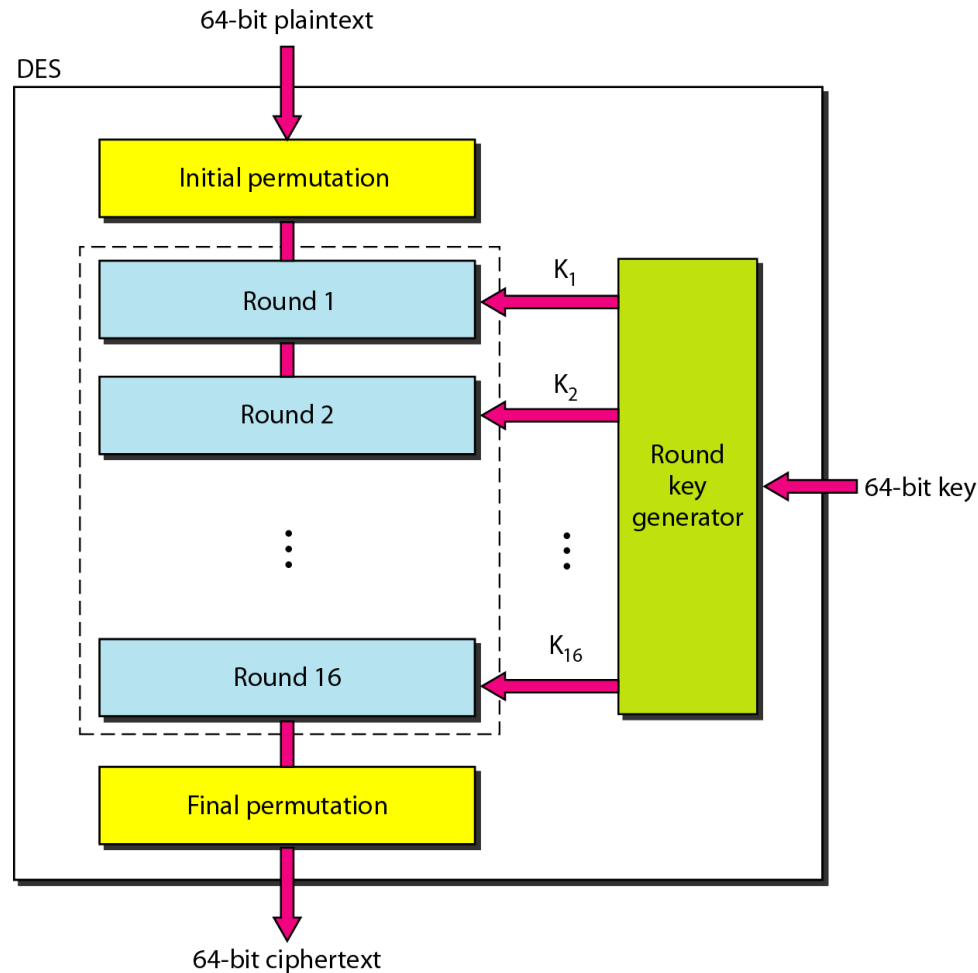 64-bit plaintext
DES
Initial permutation
Round 1
K₁
Round 2
K₂
Round
key
generator
64-bit key
Round 16
K₁₆
Final permutation
64-bit ciphertext